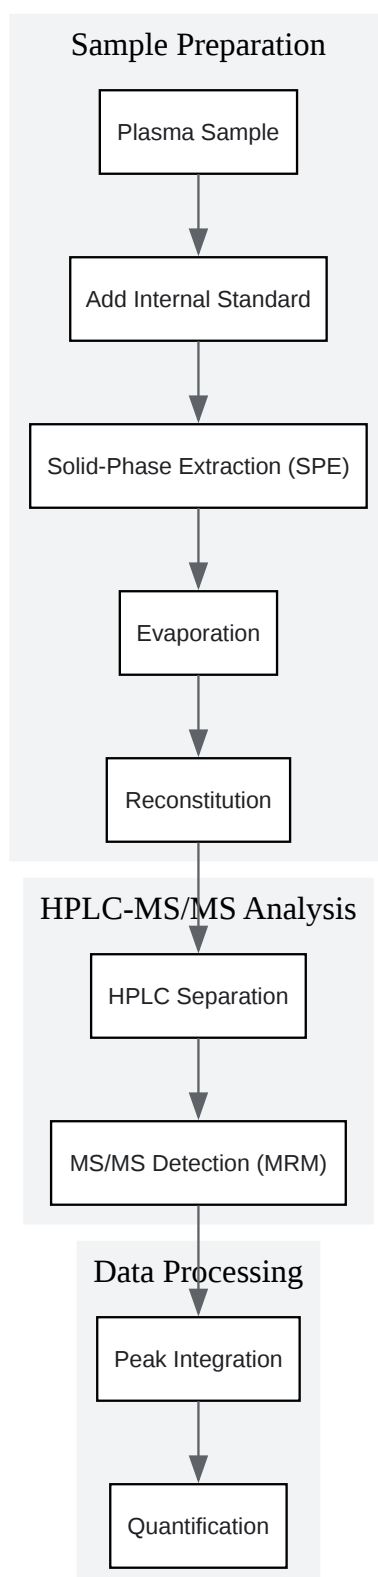 Sample Preparation
Plasma Sample
Add Internal Standard
Solid-Phase Extraction (SPE)
Evaporation
Reconstitution
HPLC-MS/MS Analysis
HPLC Separation
MS/MS Detection (MRM)
Data Processing
Peak Integration
Quantification